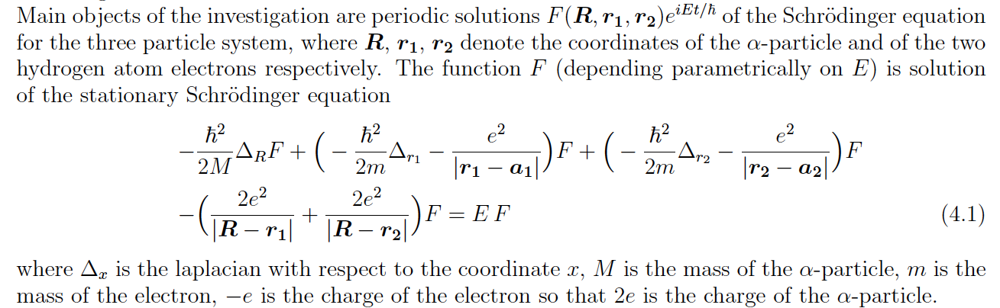 Main objects of the investigation are periodic solutions $F(\boldsymbol{R}, \boldsymbol{r_1}, \boldsymbol{r_2})e^{iEt/\hbar}$ of the Schrödinger equation
for the three particle system, where $\boldsymbol{R}$, $\boldsymbol{r_1}$, $\boldsymbol{r_2}$ denote the coordinates of the $\alpha$-particle and of the two
hydrogen atom electrons respectively. The function $F$ (depending parametrically on $E$) is solution
of the stationary Schrödinger equation
$-\frac{\hbar^2}{2M}\Delta_R F + \Big(-\frac{\hbar^2}{2m}\Delta_{r_1} - \frac{e^2}{|\boldsymbol{r_1} - \boldsymbol{a_1}|}\Big)F + \Big(-\frac{\hbar^2}{2m}\Delta_{r_2} - \frac{e^2}{|\boldsymbol{r_2} - \boldsymbol{a_2}|}\Big)F$
$-\Big(\frac{2e^2}{|\boldsymbol{R} - \boldsymbol{r_1}|} + \frac{2e^2}{|\boldsymbol{R} - \boldsymbol{r_2}|}\Big)F = E\,F$ (4.1)
where $\Delta_x$ is the laplacian with respect to the coordinate $x$, $M$ is the mass of the $\alpha$-particle, $m$ is the
mass of the electron, $-e$ is the charge of the electron so that $2e$ is the charge of the $\alpha$-particle.